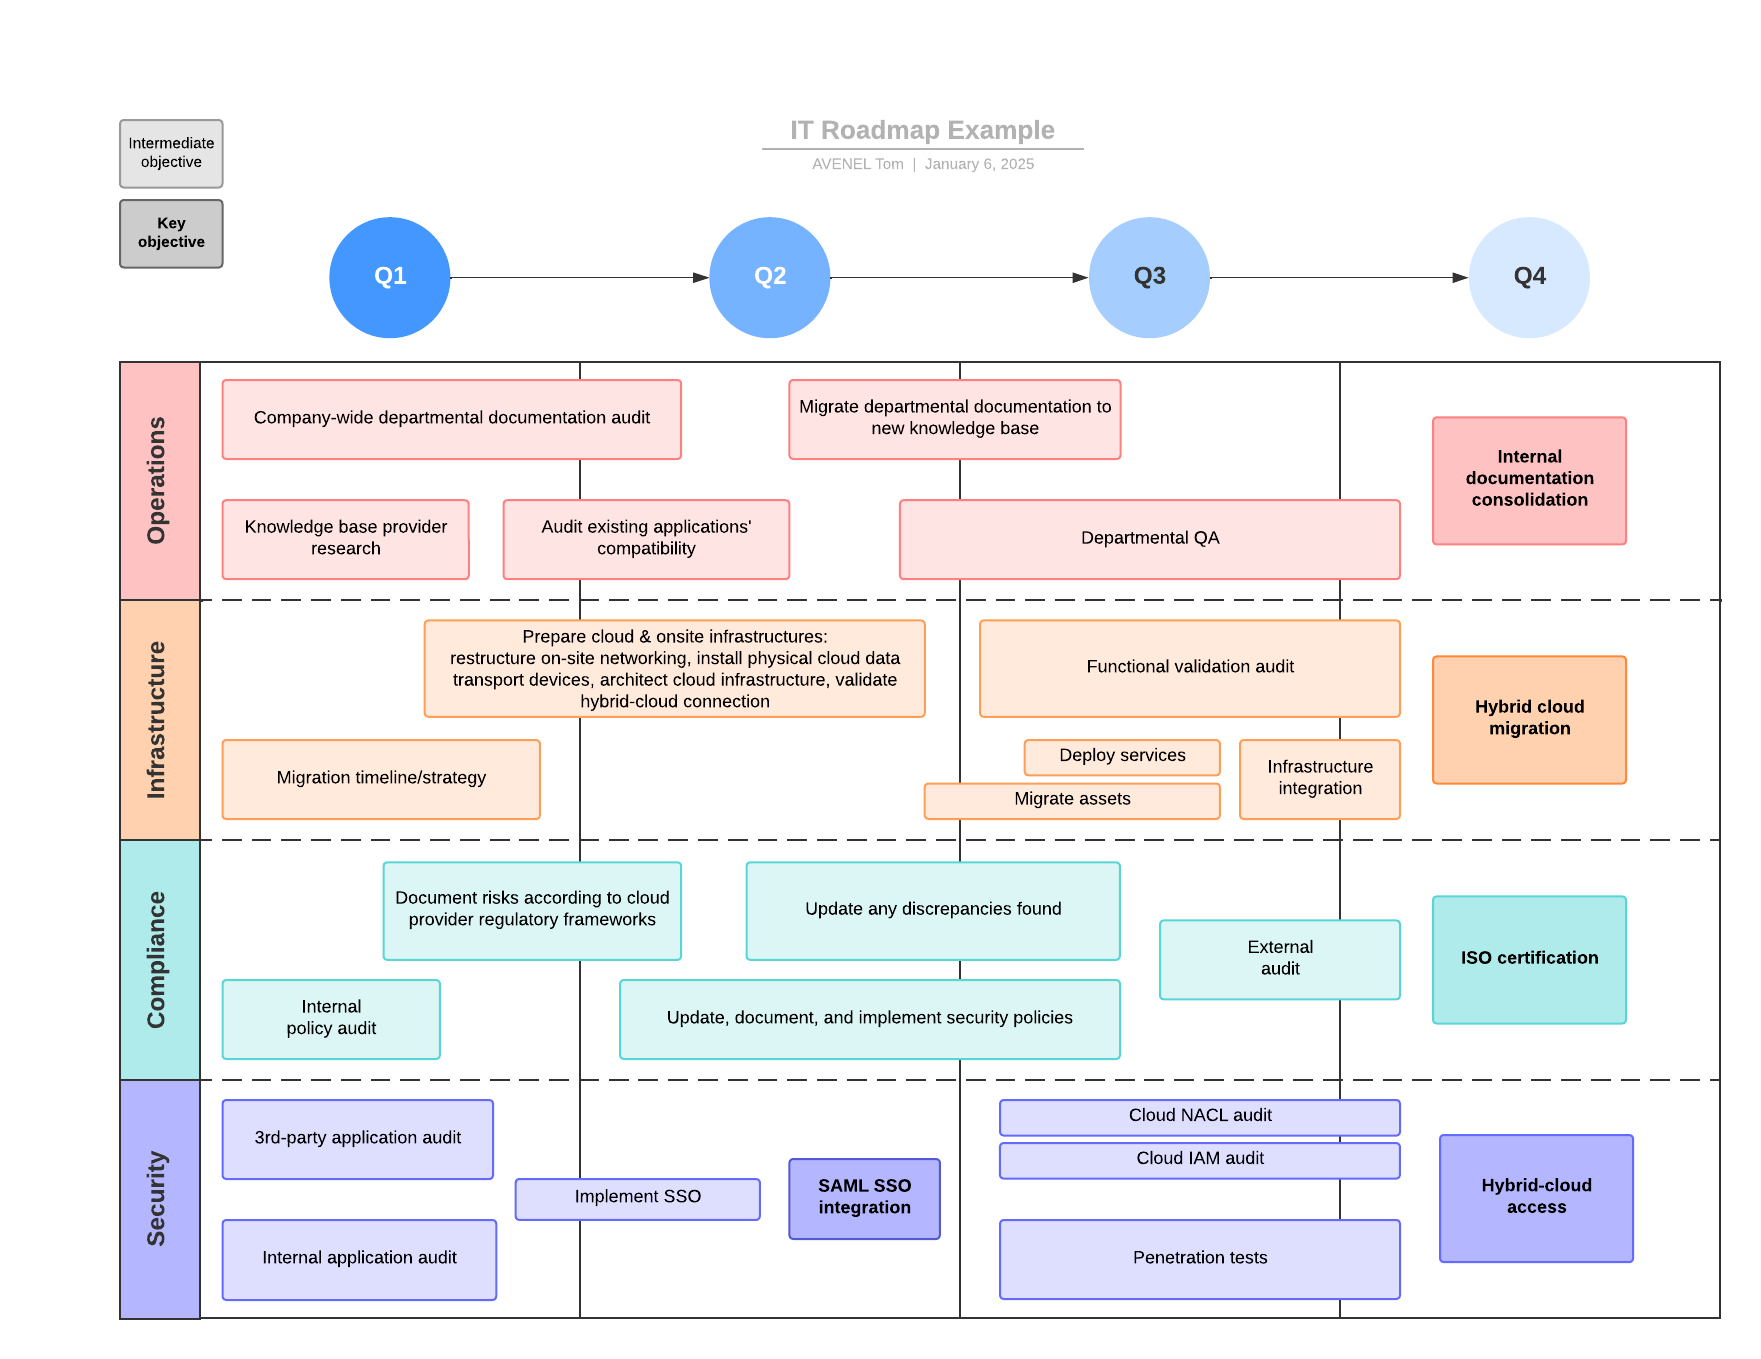 Intermediate
objective
IT Roadmap Example
AVENEL Tom | January 6, 2025
Key
objective
Q1
Q2
Q3
Q4
Operations
Company-wide departmental documentation audit
Migrate departmental documentation to
new knowledge base
Internal
documentation
consolidation
Knowledge base provider
research
Audit existing applications'
compatibility
Departmental QA
Infrastructure
Prepare cloud & onsite infrastructures:
restructure on-site networking, install physical cloud data
transport devices, architect cloud infrastructure, validate
hybrid-cloud connection
Functional validation audit
Hybrid cloud
migration
Migration timeline/strategy
Deploy services
Migrate assets
Infrastructure
integration
Compliance
Document risks according to cloud
provider regulatory frameworks
Update any discrepancies found
External
audit
ISO certification
Internal
policy audit
Update, document, and implement security policies
Security
3rd-party application audit
Implement SSO
SAML SSO
integration
Cloud NACL audit
Cloud IAM audit
Hybrid-cloud
access
Internal application audit
Penetration tests